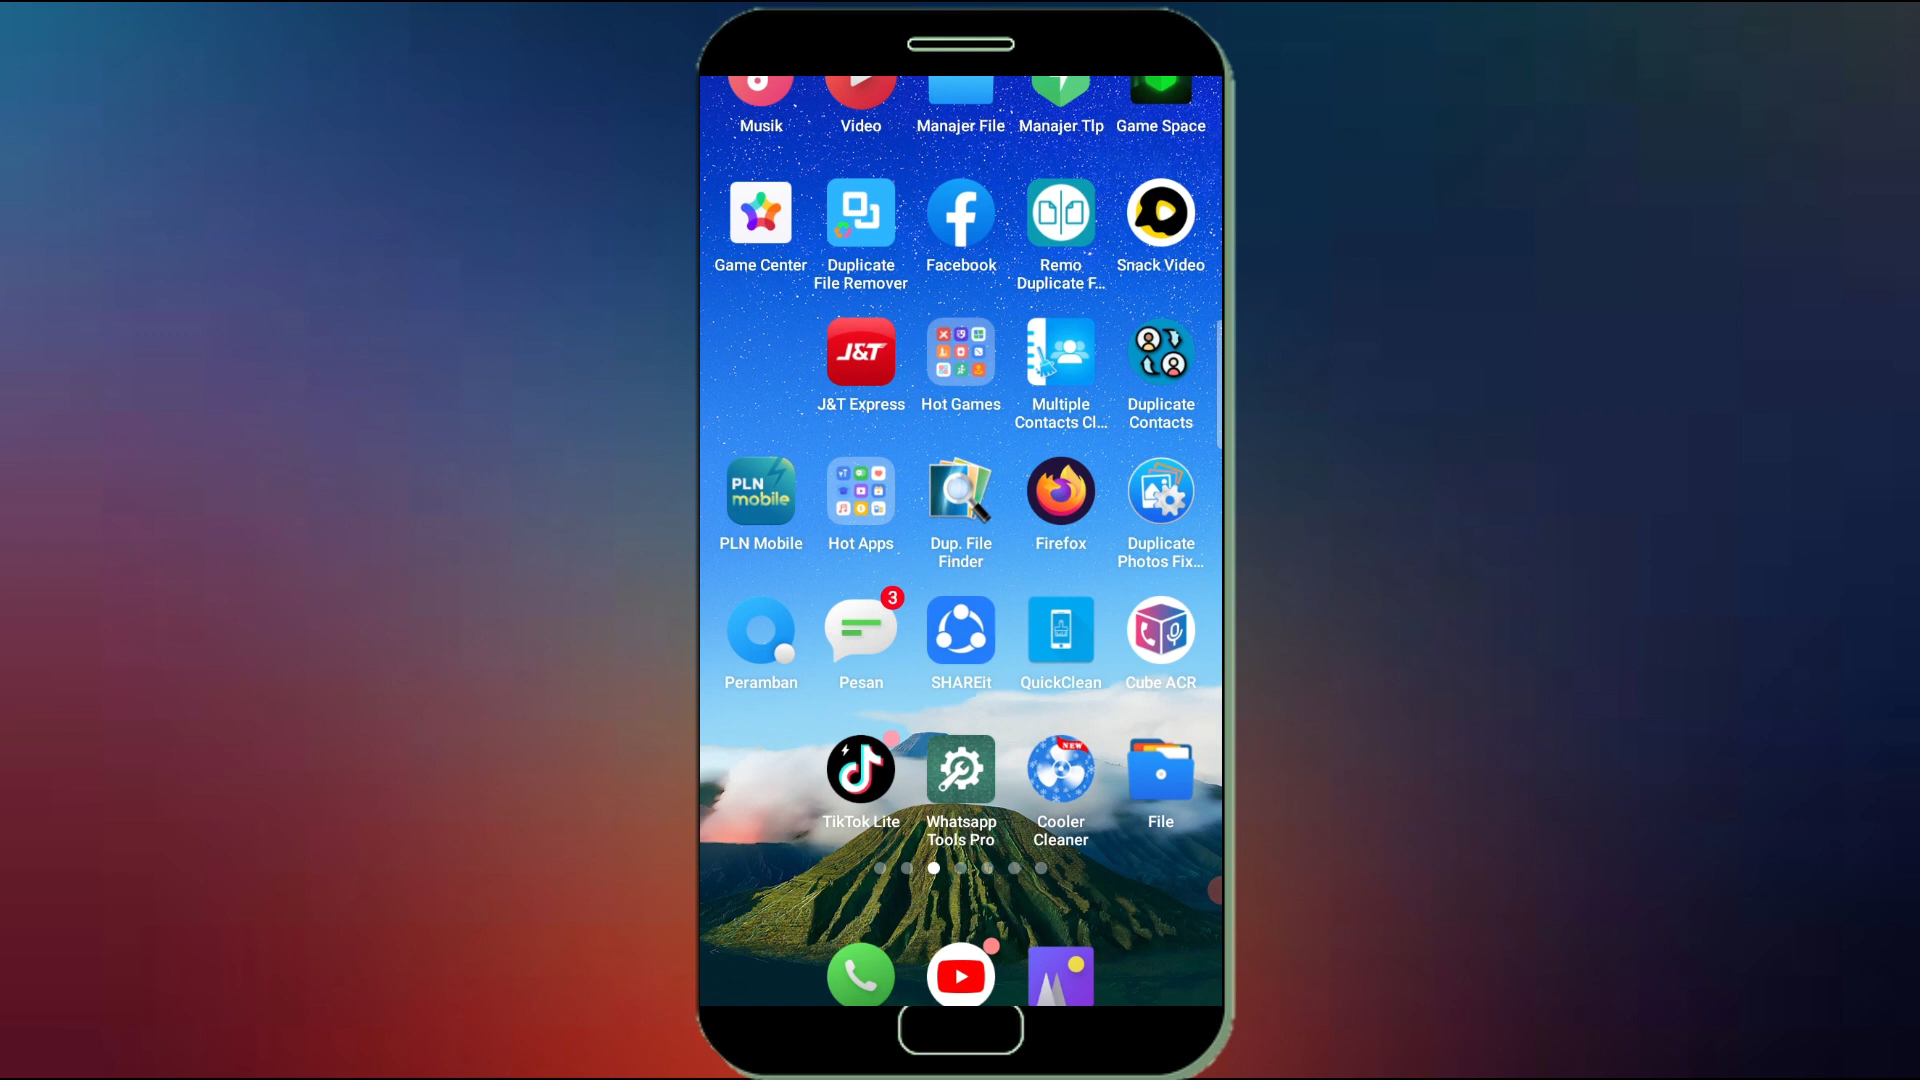 Musik
Video
Manajer File
Manajer Tlp
Game Space
Game Center
Duplicate
File Remover
Facebook
Remo
Duplicate F...
Snack Video
J&T
J&T Express
Hot Games
Multiple
Contacts Cl...
Duplicate
Contacts
PLN
mobile
PLN Mobile
Hot Apps
Dup. File
Finder
Firefox
Duplicate
Photos Fix...
3
Peramban
Pesan
SHAREit
QuickClean
Cube ACR
NEW
TikTok Lite
Whatsapp
Tools Pro
Cooler
Cleaner
File